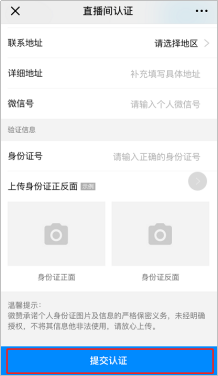 直播间认证
联系地址 请选择地区
详细地址 补充填写具体地址
微信号 请输入个人微信号
验证信息
身份证号 请输入正确的身份证号
上传身份证正反面
身份证正面 身份证反面
温馨提示：
微赞承诺个人身份证图片及信息的严格保密义务，未经明确
授权，不将其信息他非法使用，请放心上传。
提交认证